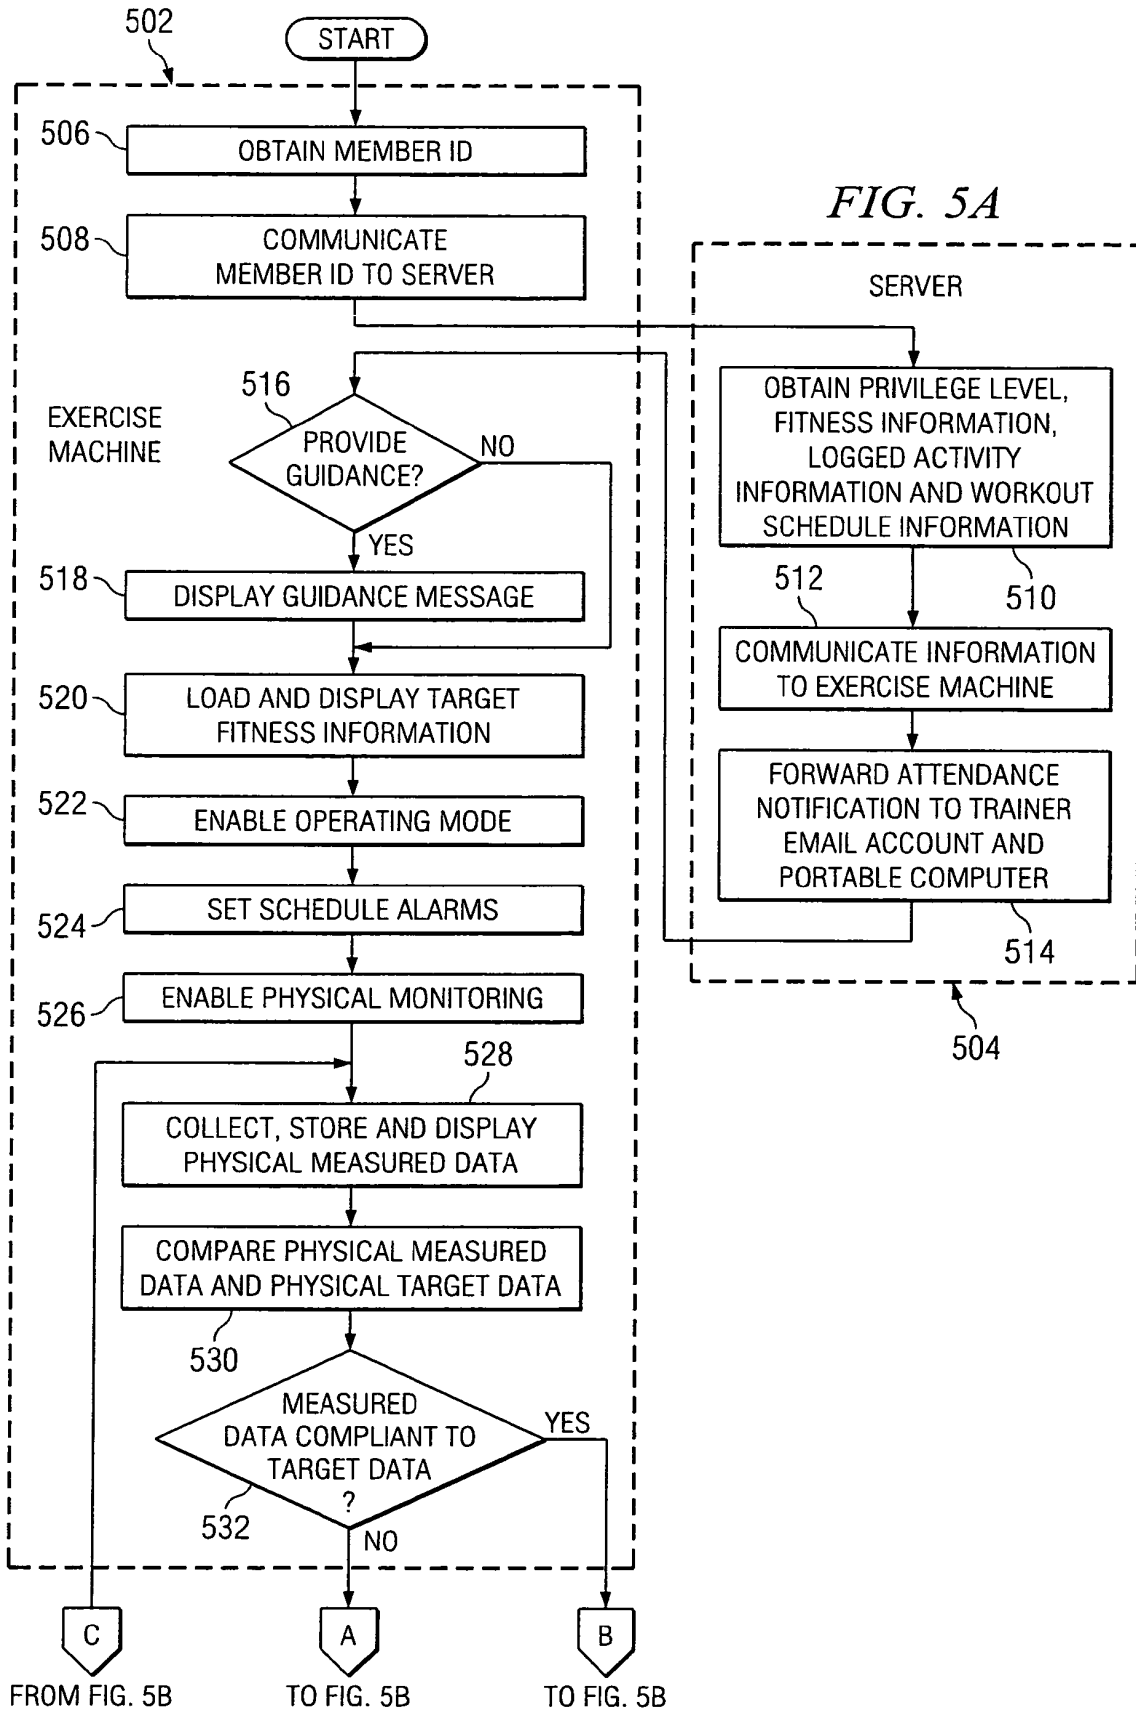 502
START
506
OBTAIN MEMBER ID
FIG. 5A
508
COMMUNICATE
MEMBER ID TO SERVER
SERVER
516
EXERCISE
MACHINE
PROVIDE
GUIDANCE?
NO
YES
OBTAIN PRIVILEGE LEVEL,
FITNESS INFORMATION,
LOGGED ACTIVITY
INFORMATION AND WORKOUT
SCHEDULE INFORMATION
510
518
DISPLAY GUIDANCE MESSAGE
512
COMMUNICATE INFORMATION
TO EXERCISE MACHINE
520
LOAD AND DISPLAY TARGET
FITNESS INFORMATION
FORWARD ATTENDANCE
NOTIFICATION TO TRAINER
EMAIL ACCOUNT AND
PORTABLE COMPUTER
514
522
ENABLE OPERATING MODE
524
SET SCHEDULE ALARMS
526
ENABLE PHYSICAL MONITORING
504
528
COLLECT, STORE AND DISPLAY
PHYSICAL MEASURED DATA
COMPARE PHYSICAL MEASURED
DATA AND PHYSICAL TARGET DATA
530
MEASURED
DATA COMPLIANT TO
TARGET DATA
?
YES
532
NO
C
A
B
FROM FIG. 5B
TO FIG. 5B
TO FIG. 5B